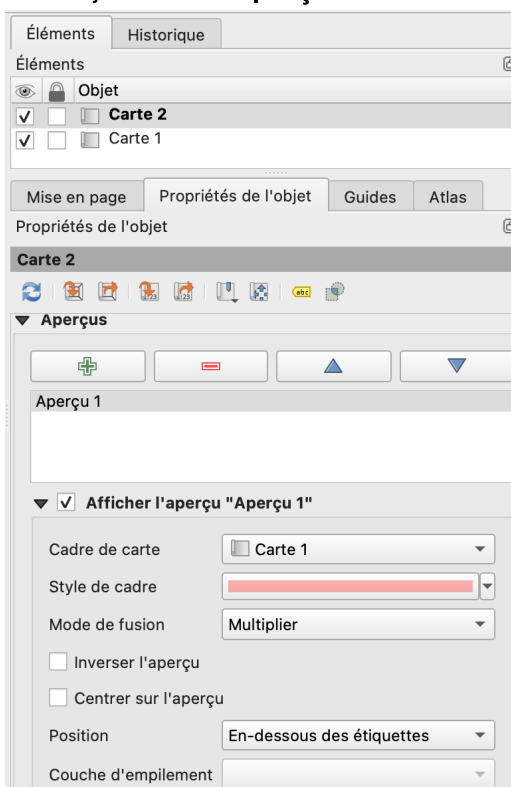 Éléments Historique
Éléments
Objet
Carte 2
Carte 1
Mise en page Propriétés de l'objet Guides Atlas
Propriétés de l'objet
Carte 2
abc
Aperçus
Aperçu 1
Afficher l'aperçu "Aperçu 1"
Cadre de carte Carte 1
Style de cadre
Mode de fusion Multiplier
Inverser l'aperçu
Centrer sur l'aperçu
Position En-dessous des étiquettes
Couche d'empilement